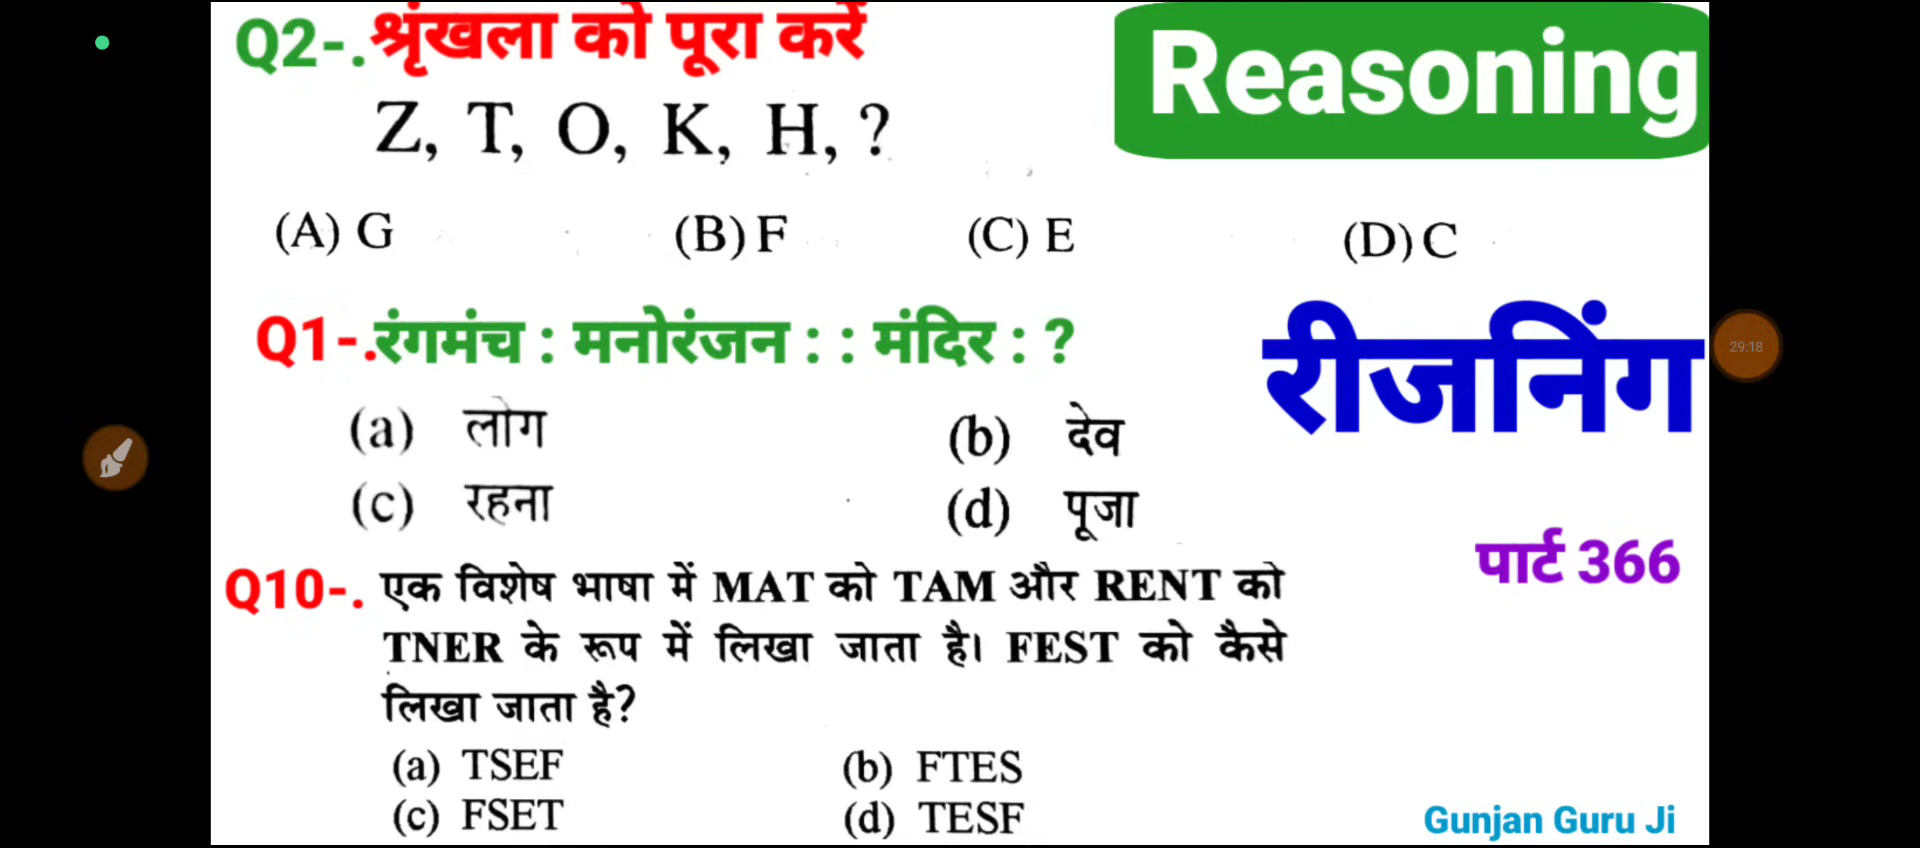 Q2-. श्रृंखला को पूरा करें
Reasoning
Z, T, O, K, H, ?
(A) G (B) F (C) E (D) C
Q1-. रंगमंच : मनोरंजन : : मंदिर : ?
रीजनिंग
29:18
(a) लोग (b) देव
(c) रहना (d) पूजा
पार्ट 366
Q10-. एक विशेष भाषा में MAT को TAM और RENT को
TNER के रूप में लिखा जाता है। FEST को कैसे
लिखा जाता है?
(a) TSEF (b) FTES
(c) FSET (d) TESF
Gunjan Guru Ji